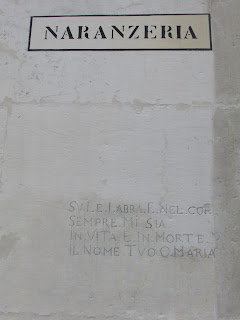 NARANZERIA
SV LE LABRA E NEL COR
SEMPRE MI SIA
IN VITA E IN MORTE
IL NOME TVO O MARIA